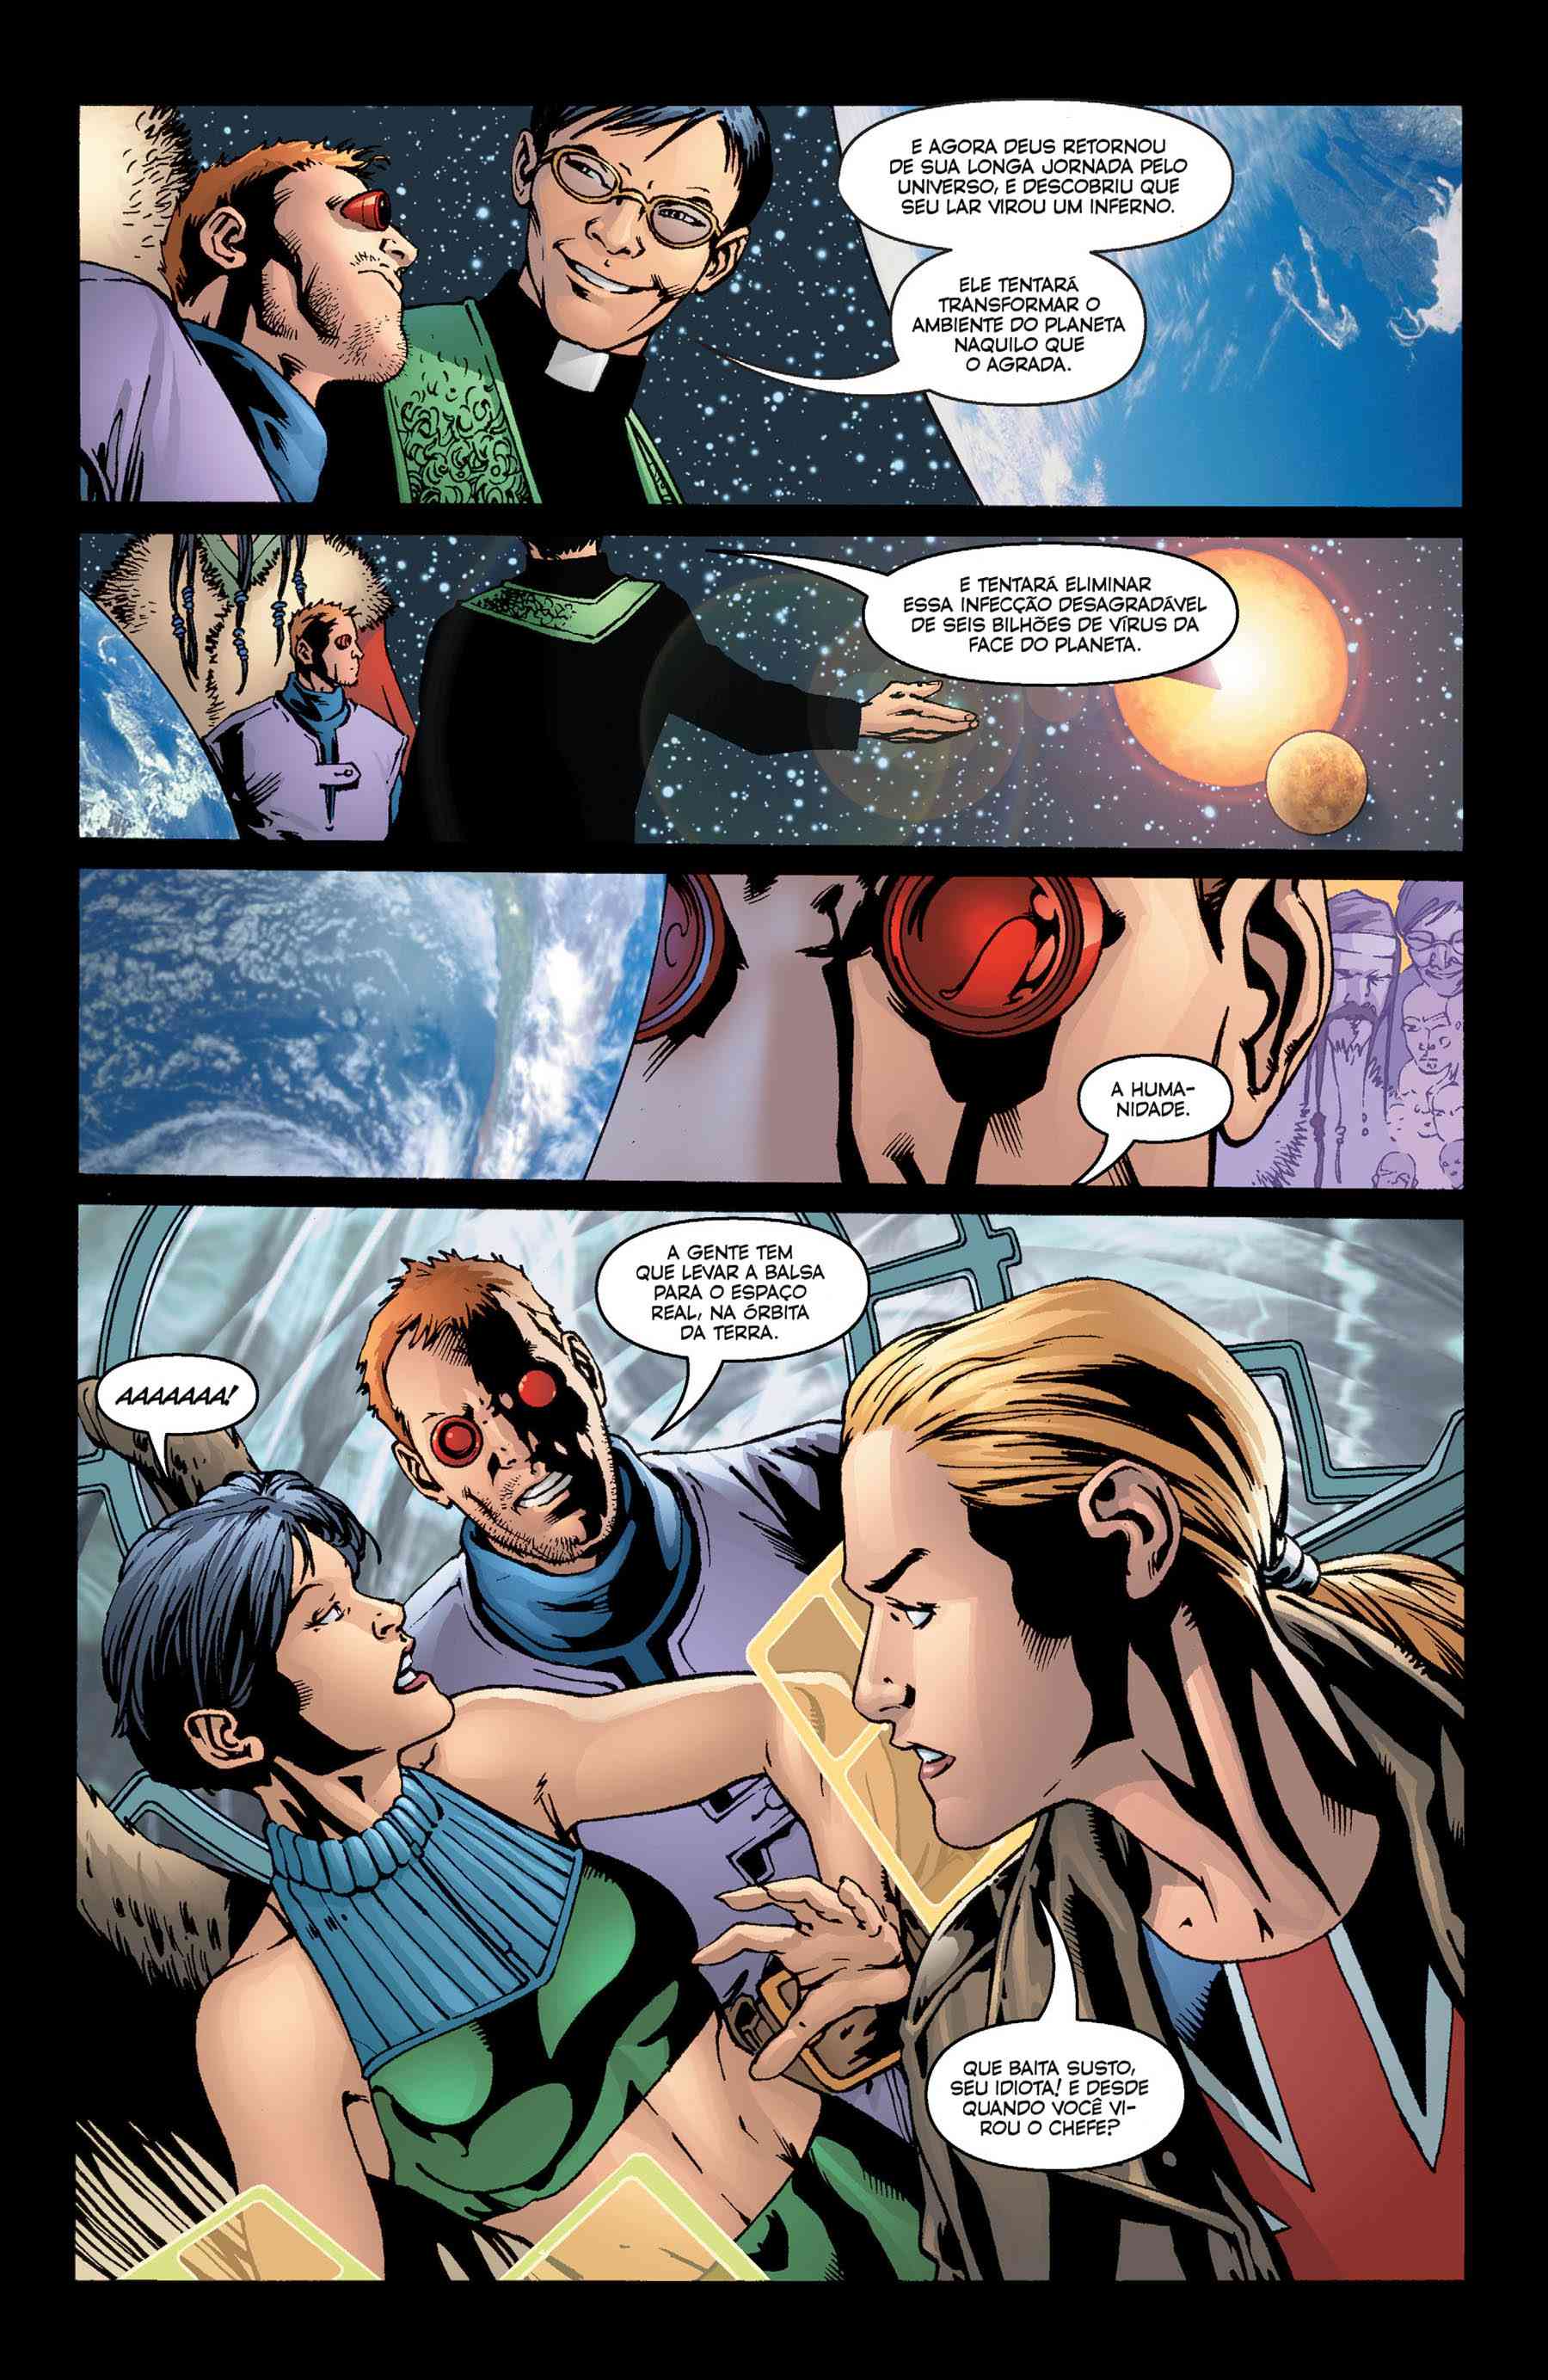 E AGORA DEUS RETORNOU
DE SUA LONGA JORNADA PELO
UNIVERSO, E DESCOBRIU QUE
SEU LAR VIROU UM INFERNO.
ELE TENTARÁ
TRANSFORMAR O
AMBIENTE DO PLANETA
NAQUILO QUE
O AGRADA.
E TENTARÁ ELIMINAR
ESSA INFECÇÃO DESAGRADÁVEL
DE SEIS BILHÕES DE VÍRUS DA
FACE DO PLANETA.
A HUMA-
NIDADE.
A GENTE TEM
QUE LEVAR A BALSA
PARA O ESPAÇO
REAL, NA ÓRBITA
DA TERRA.
AAAAAAA!
QUE BAITA SUSTO,
SEU IDIOTA! E DESDE
QUANDO VOCÊ VI-
ROU O CHEFE?